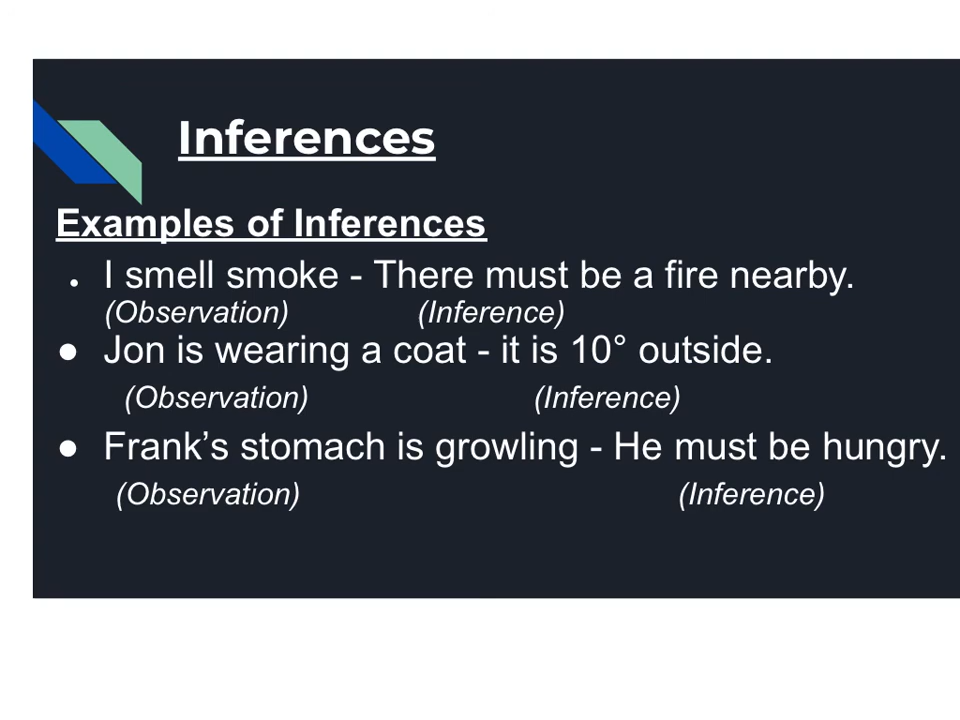 Inferences
Examples of Inferences
● I smell smoke - There must be a fire nearby.
(Observation) (Inference)
● Jon is wearing a coat - it is 10° outside.
(Observation) (Inference)
● Frank’s stomach is growling - He must be hungry.
(Observation) (Inference)